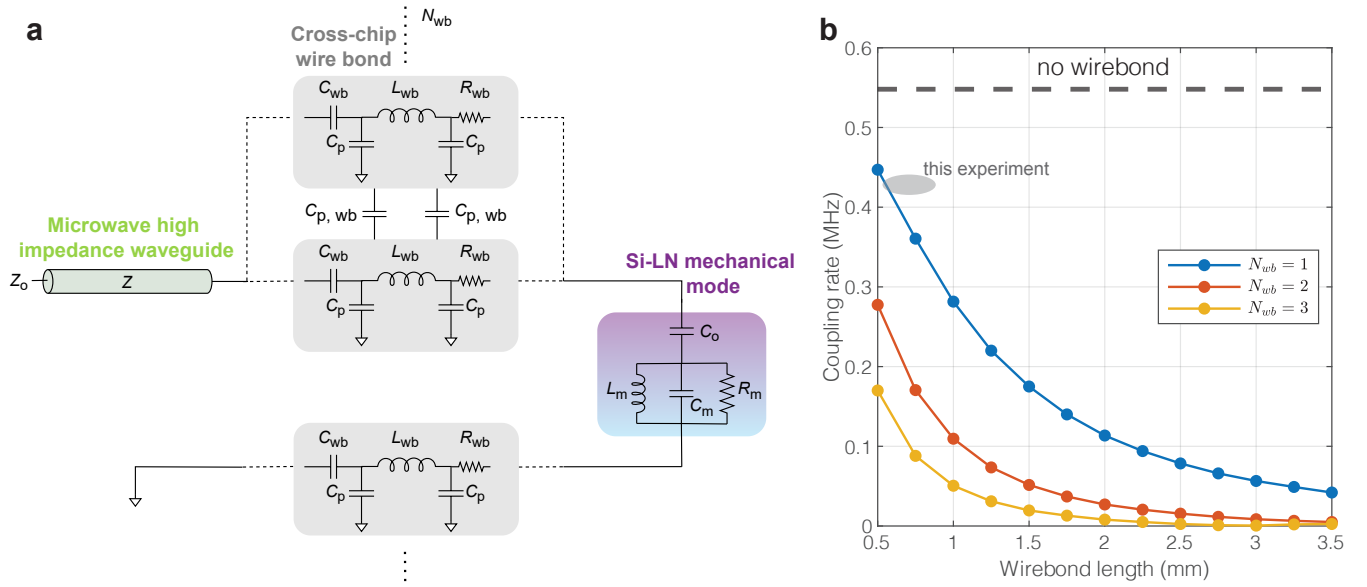 a
N_wb
Cross-chip
wire bond
C_wb L_wb R_wb
C_p C_p
C_p, wb C_p, wb
Microwave high
impedance waveguide
Z_o Z
C_wb L_wb R_wb
C_p C_p
Si-LN mechanical
mode
C_o
L_m C_m R_m
C_wb L_wb R_wb
C_p C_p
b
Coupling rate (MHz)
0.6
0.5
0.4
0.3
0.2
0.1
0
no wirebond
this experiment
N_wb = 1
N_wb = 2
N_wb = 3
0.5 1 1.5 2 2.5 3 3.5
Wirebond length (mm)